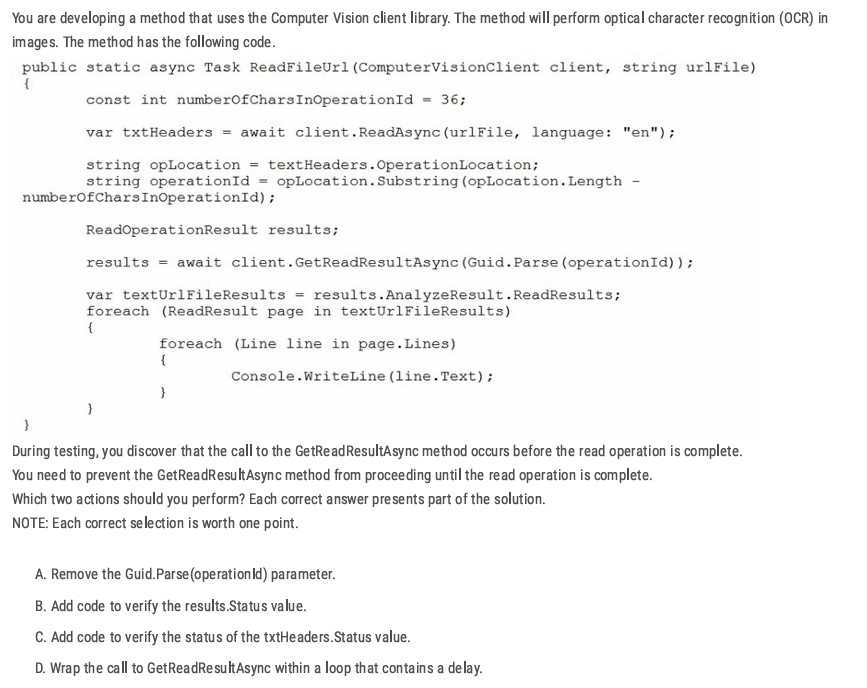 You are developing a method that uses the Computer Vision client library. The method will perform optical character recognition (OCR) in
images. The method has the following code.
public static async Task ReadFileUrl(ComputerVisionClient client, string urlFile)
{
const int numberOfCharsInOperationId = 36;
var txtHeaders = await client.ReadAsync(urlFile, language: "en");
string opLocation = textHeaders.OperationLocation;
string operationId = opLocation.Substring(opLocation.Length -
numberOfCharsInOperationId);
ReadOperationResult results;
results = await client.GetReadResultAsync(Guid.Parse(operationId));
var textUrlFileResults = results.AnalyzeResult.ReadResults;
foreach (ReadResult page in textUrlFileResults)
{
foreach (Line line in page.Lines)
{
Console.WriteLine(line.Text);
}
}
}
During testing, you discover that the call to the GetReadResultAsync method occurs before the read operation is complete.
You need to prevent the GetReadResultAsync method from proceeding until the read operation is complete.
Which two actions should you perform? Each correct answer presents part of the solution.
NOTE: Each correct selection is worth one point.
A. Remove the Guid.Parse(operationId) parameter.
B. Add code to verify the results.Status value.
C. Add code to verify the status of the txtHeaders.Status value.
D. Wrap the call to GetReadResultAsync within a loop that contains a delay.